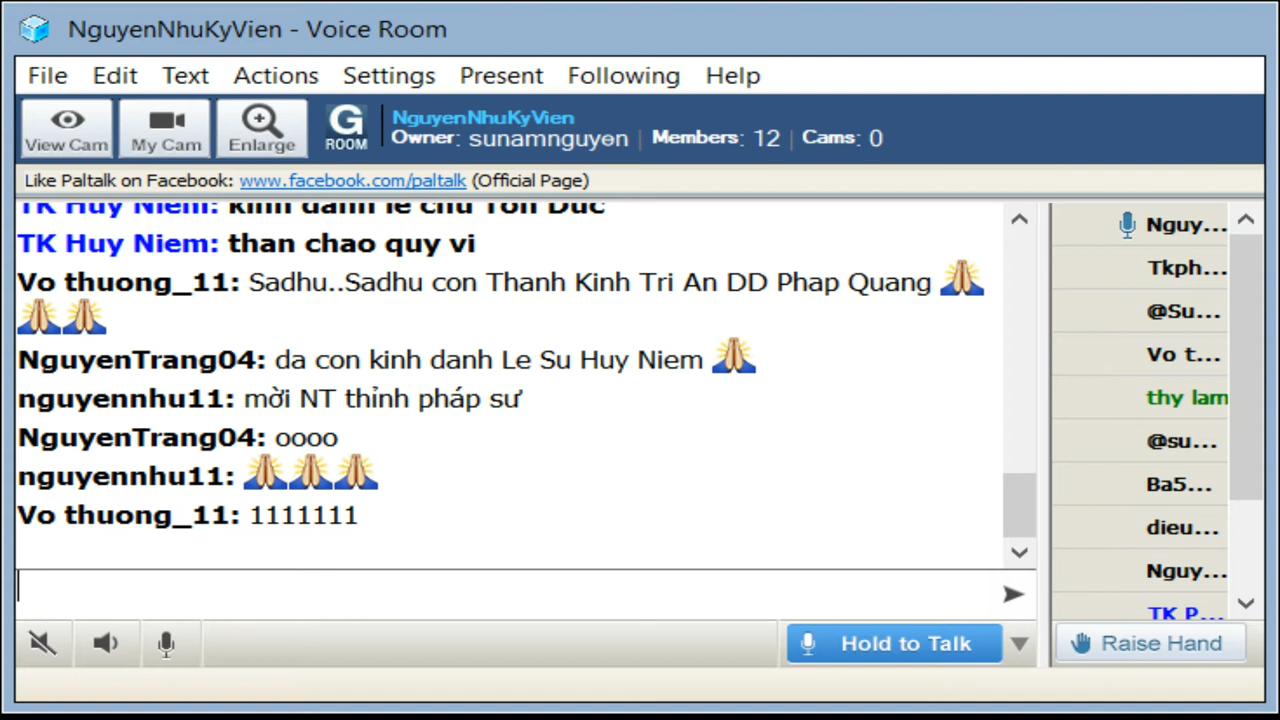 NguyenNhuKyVien - Voice Room
File Edit Text Actions Settings Present Following Help
View Cam My Cam Enlarge G ROOM
NguyenNhuKyVien
Owner: sunamnguyen | Members: 12 | Cams: 0
Like Paltalk on Facebook: www.facebook.com/paltalk (Official Page)
TK Huy Niem: kinh danh le chu Ton Duc
TK Huy Niem: than chao quy vi
Vo thuong_11: Sadhu..Sadhu con Thanh Kinh Tri An DD Phap Quang 🙏
🙏🙏
NguyenTrang04: da con kinh danh Le Su Huy Niem 🙏
nguyennhu11: mời NT thỉnh pháp sư
NguyenTrang04: oooo
nguyennhu11: 🙏🙏🙏
Vo thuong_11: 1111111
Nguy...
Tkph...
@Su...
Vo t...
thy lam
@su...
Ba5...
dieu...
Nguy...
TK P...
Hold to Talk
Raise Hand